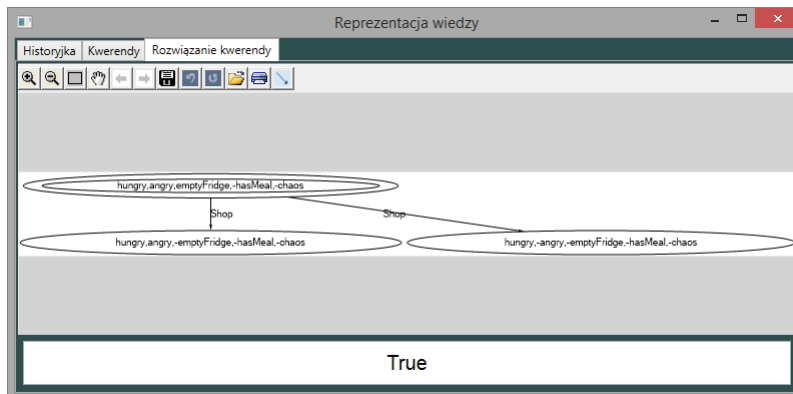 Reprezentacja wiedzy
Historyjka Kwerendy Rozwiązanie kwerendy
hungry,angry,emptyFridge,-hasMeal,-chaos
Shop Shop
hungry,angry,-emptyFridge,-hasMeal,-chaos hungry,-angry,-emptyFridge,-hasMeal,-chaos
True